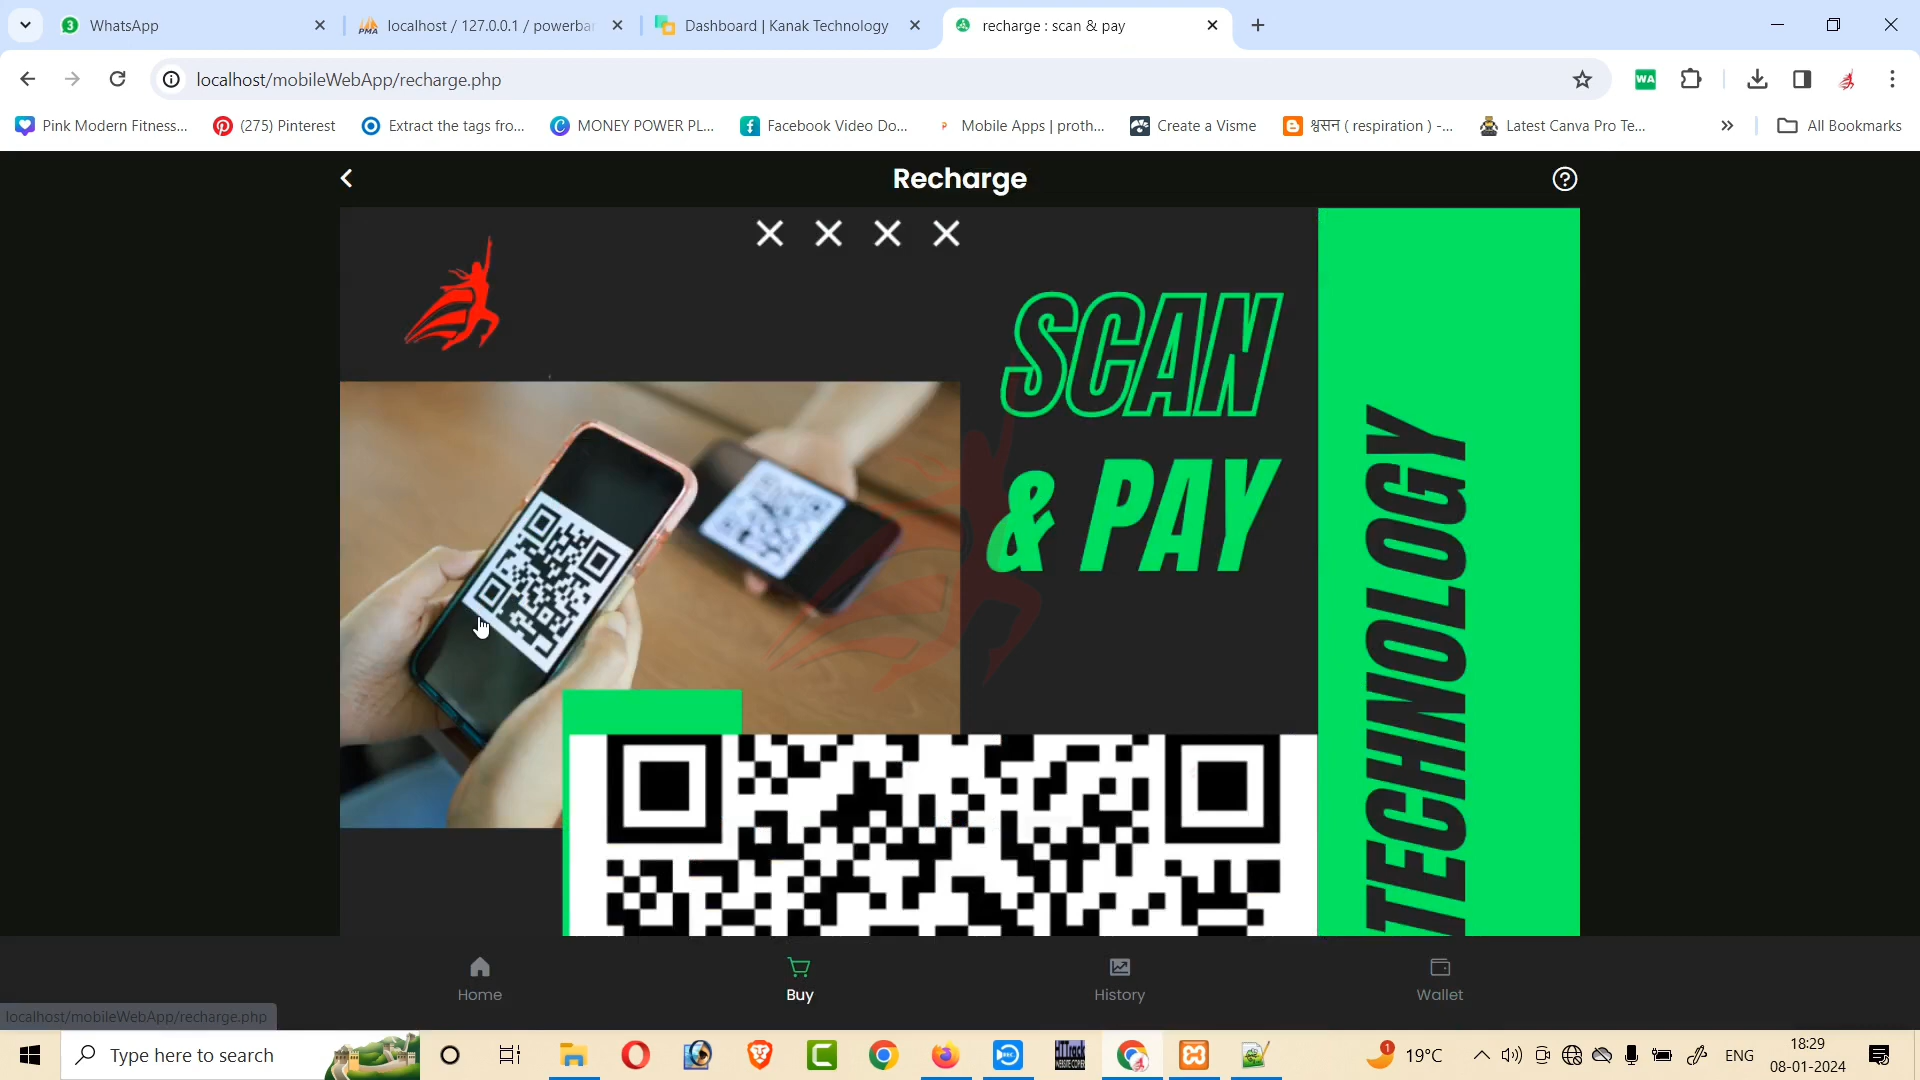 WhatsApp
localhost / 127.0.0.1 / powerba
Dashboard | Kanak Technology
recharge : scan & pay
localhost/mobileWebApp/recharge.php
WA
Pink Modern Fitness...
(275) Pinterest
Extract the tags fro...
MONEY POWER PL...
Facebook Video Do...
Mobile Apps | proth...
Create a Visme
श्वसन ( respiration ) -...
Latest Canva Pro Te...
All Bookmarks
Recharge
SCAN
& PAY
TECHNOLOGY
Home
Buy
History
Wallet
localhost/mobileWebApp/recharge.php
Type here to search
19°C
ENG
18:29
08-01-2024